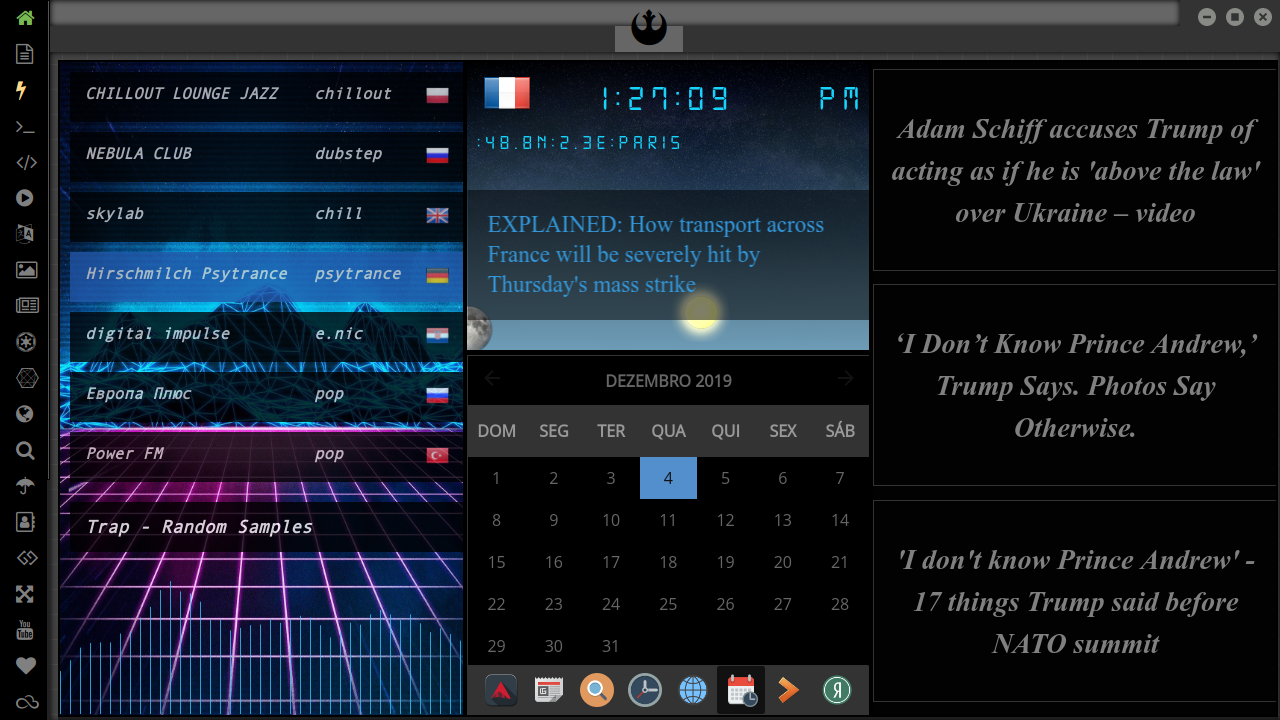 CHILLOUT LOUNGE JAZZ chillout
NEBULA CLUB dubstep
skylab chill
Hirschmilch Psytrance psytrance
digital impulse e.nic
Европа Плюс pop
Power FM pop
Trap - Random Samples
1:27:09 PM
:48.8N:2.3E:PARIS
EXPLAINED: How transport across
France will be severely hit by
Thursday's mass strike
DEZEMBRO 2019
DOM SEG TER QUA QUI SEX SÁB
1 2 3 4 5 6 7
8 9 10 11 12 13 14
15 16 17 18 19 20 21
22 23 24 25 26 27 28
29 30 31
Я
Adam Schiff accuses Trump of
acting as if he is 'above the law'
over Ukraine – video
‘I Don’t Know Prince Andrew,’
Trump Says. Photos Say
Otherwise.
'I don't know Prince Andrew' -
17 things Trump said before
NATO summit
You
Tube